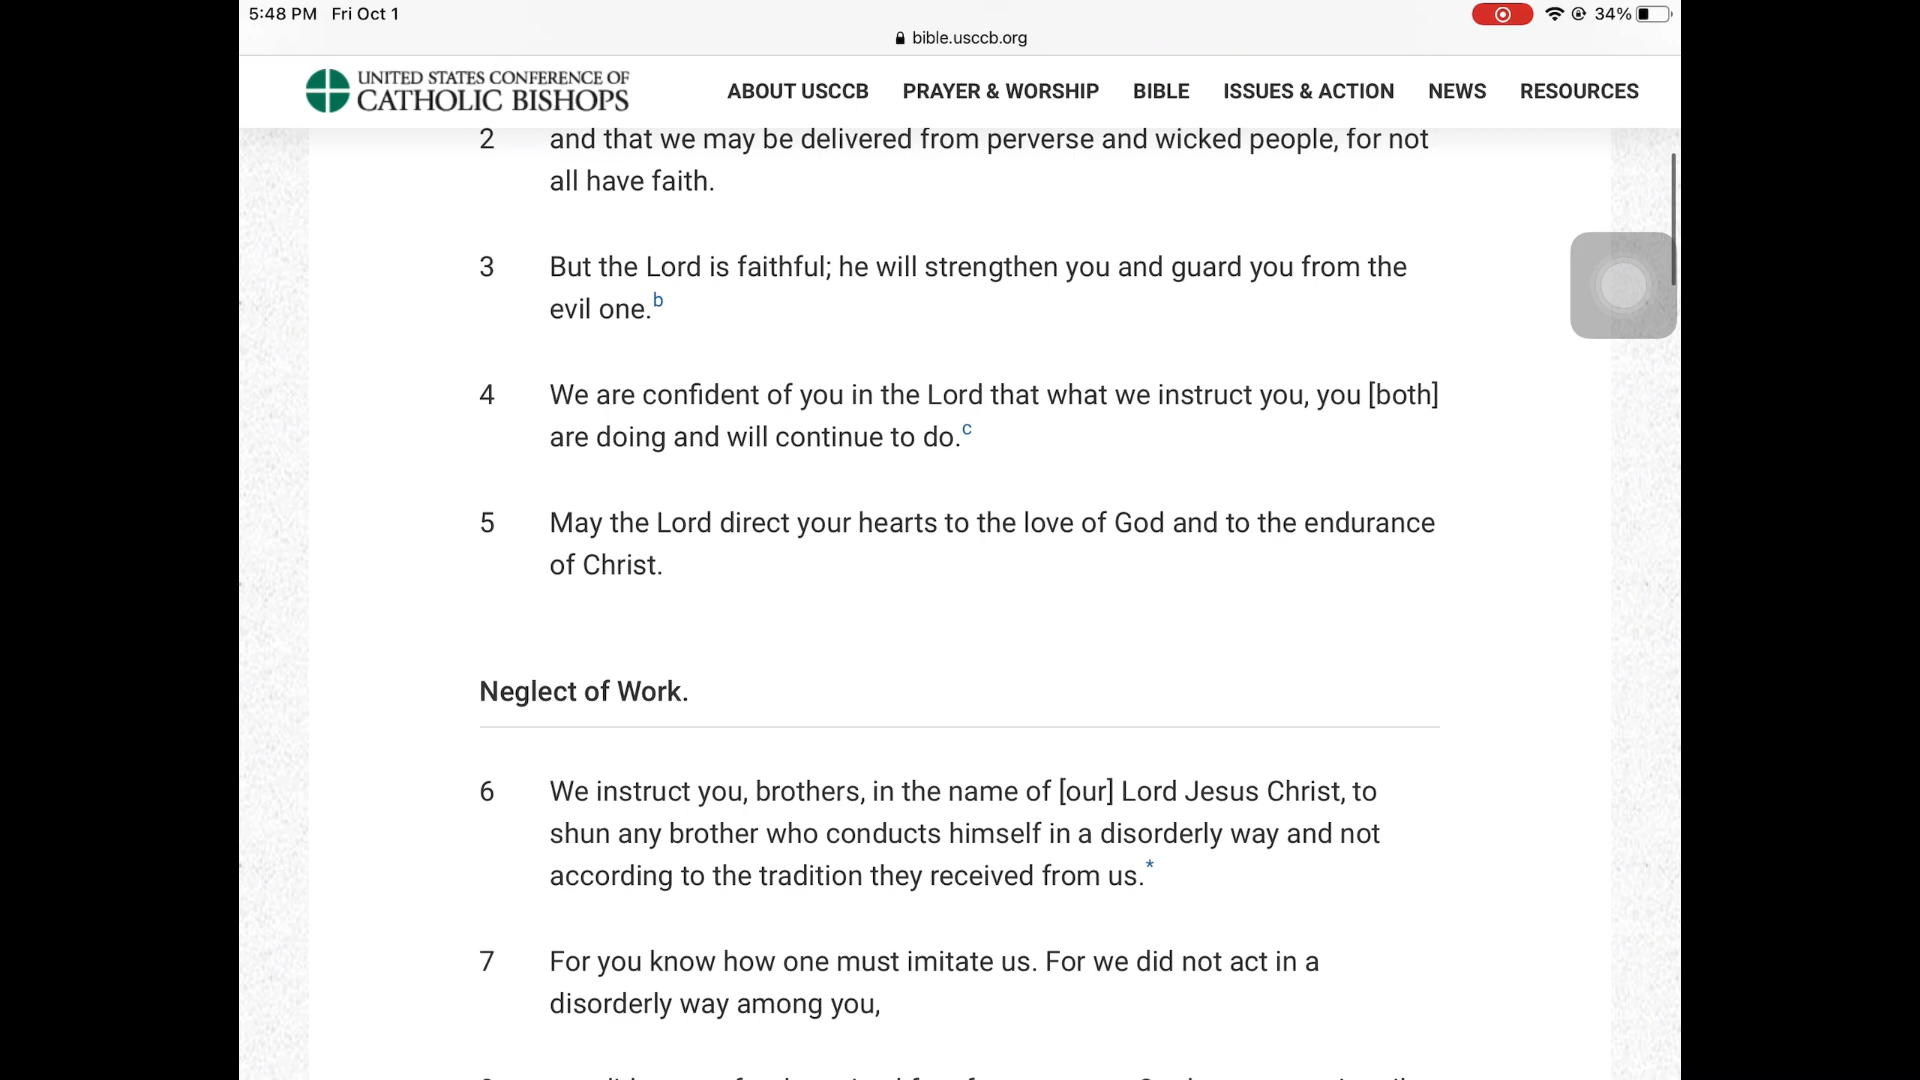 5:48 PM Fri Oct 1
34%
bible.usccb.org
UNITED STATES CONFERENCE OF
CATHOLIC BISHOPS
ABOUT USCCB PRAYER & WORSHIP BIBLE ISSUES & ACTION NEWS RESOURCES
2 and that we may be delivered from perverse and wicked people, for not
all have faith.
3 But the Lord is faithful; he will strengthen you and guard you from the
evil one. b
4 We are confident of you in the Lord that what we instruct you, you [both]
are doing and will continue to do. c
5 May the Lord direct your hearts to the love of God and to the endurance
of Christ.
Neglect of Work.
6 We instruct you, brothers, in the name of [our] Lord Jesus Christ, to
shun any brother who conducts himself in a disorderly way and not
according to the tradition they received from us.*
7 For you know how one must imitate us. For we did not act in a
disorderly way among you,